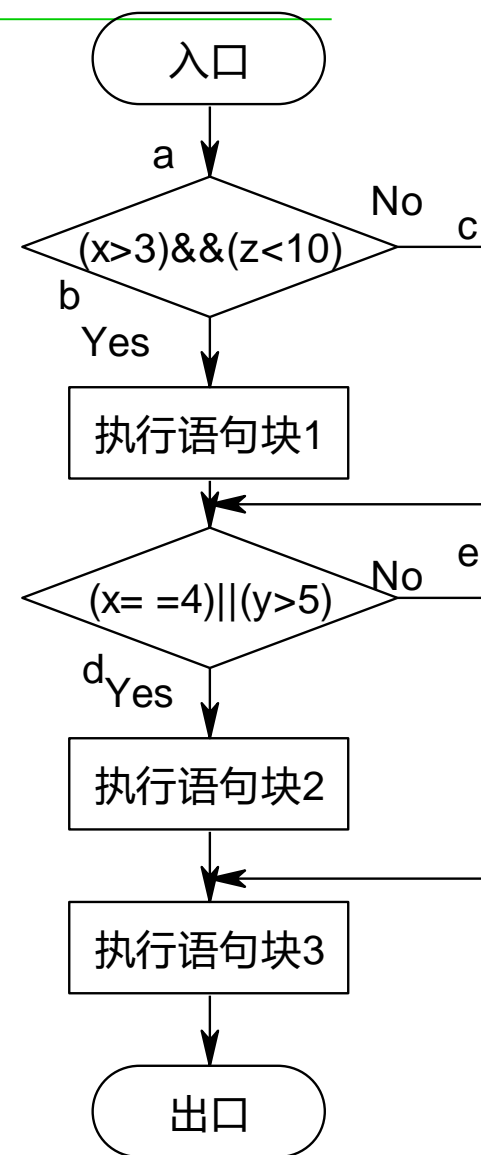 入口
a
No
c
(x>3)&&(z<10)
b
Yes
执行语句块1
e
No
(x= =4)||(y>5)
d
Yes
执行语句块2
执行语句块3
出口